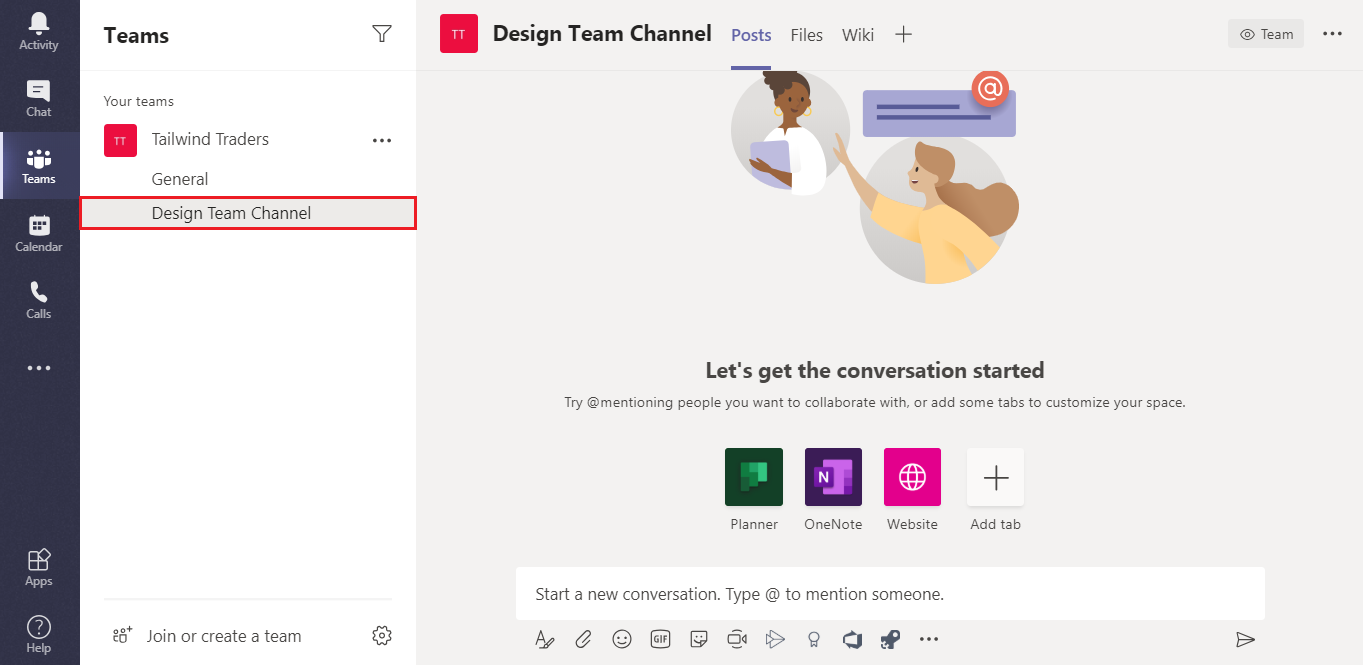 Activity
Chat
Teams
Calendar
Calls
Apps
Help
Teams
Your teams
TT Tailwind Traders
General
Design Team Channel
Join or create a team
TT Design Team Channel Posts Files Wiki
Team
@
Let's get the conversation started
Try @mentioning people you want to collaborate with, or add some tabs to customize your space.
N
Planner OneNote Website Add tab
Start a new conversation. Type @ to mention someone.
GIF